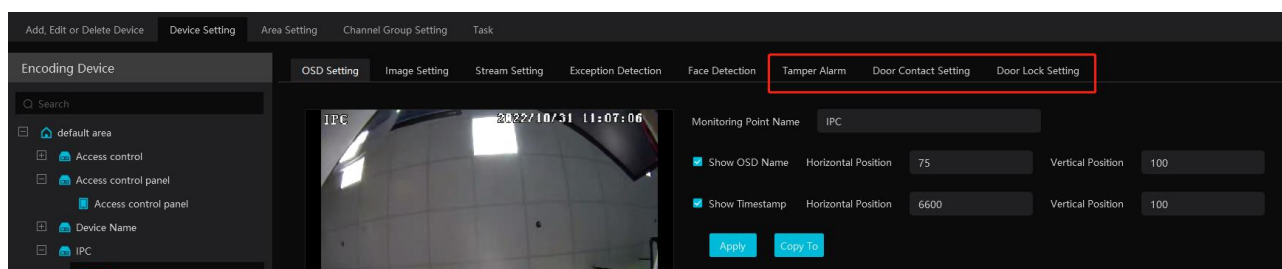 Add, Edit or Delete Device Device Setting Area Setting Channel Group Setting Task
Encoding Device
OSD Setting Image Setting Stream Setting Exception Detection Face Detection Tamper Alarm Door Contact Setting Door Lock Setting
Search
default area
Access control
Access control panel
Access control panel
Device Name
IPC
IPC 2022/10/31 11:07:06
Monitoring Point Name IPC
Show OSD Name Horizontal Position 75 Vertical Position 100
Show Timestamp Horizontal Position 6600 Vertical Position 100
Apply Copy To